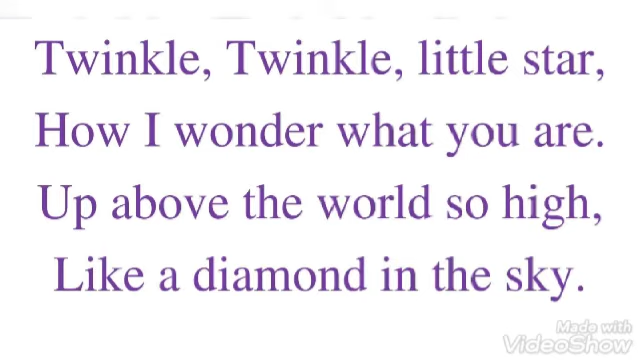 Twinkle, Twinkle, little star,
How I wonder what you are.
Up above the world so high,
Like a diamond in the sky.
Made with
VideoShow